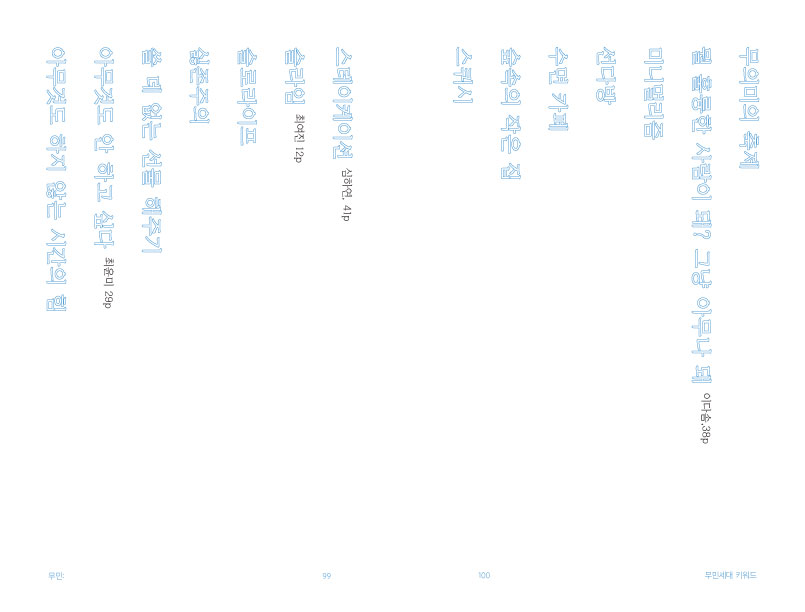 무의미의 축제
뭘 훌륭한 사람이 돼? 그냥 아무나 돼 이다솜,38p
미니멀리즘
선다방
수면 카페
숲속의 작은 집
스퀴시
스테이케이션 심하연, 41p
슬라임 최여진 12p
슬로라이프
싫존주의
쓸 데 없는 선물 해주기
아무것도 안 하고 싶다 최윤미 29p
아무것도 하지 않는 시간의 힘
무민:
99
100
무민세대 키워드